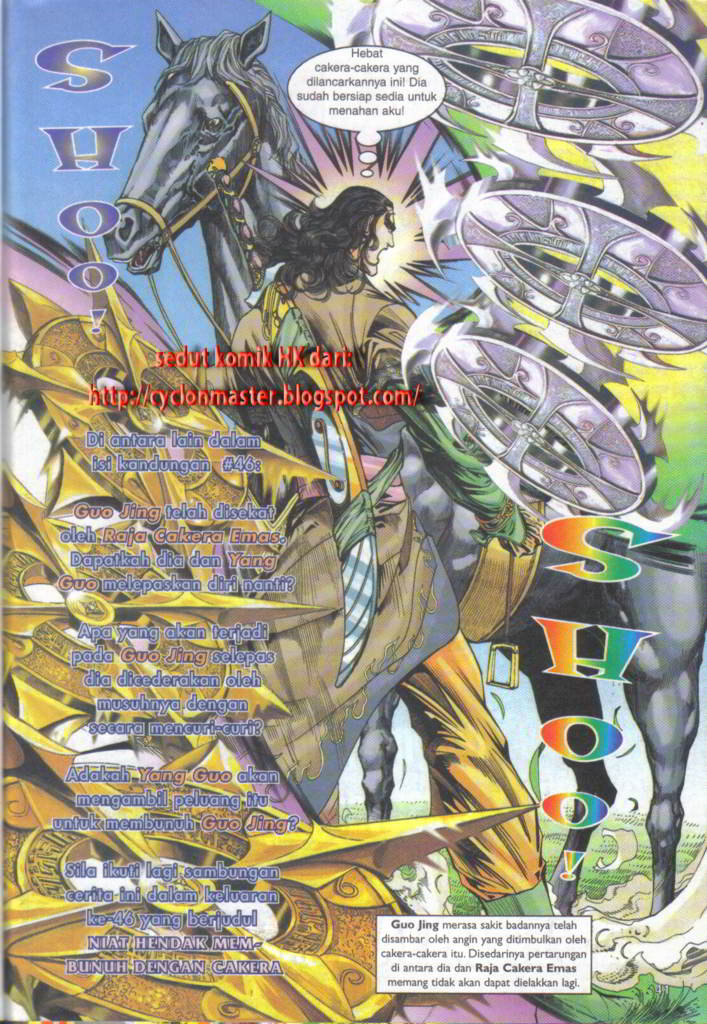 SHOO!
Hebat
cakera-cakera yang
dilancarkannya ini! Dia
sudah bersiap sedia untuk
menahan aku!
sedut komik HK dari:
http://cyclonmaster.blogspot.com/
Di antara lain dalam
isi kandungan #46:
Guo Jing telah disekat
oleh Raja Cakera Emas.
Dapatkah dia dan Yang
Guo melepaskan diri nanti?
Apa yang akan terjadi
pada Guo Jing selepas
dia dicederakan oleh
musuhnya dengan
secara mencuri-curi?
Adakah Yang Guo akan
mengambil peluang itu
untuk membunuh Guo Jing?
Sila ikuti lagi sambungan
cerita ini dalam keluaran
ke-46 yang berjudul
NIAT HENDAK MEM-
BUNUH DENGAN CAKERA
SHOO!
Guo Jing merasa sakit badannya telah
disambar oleh angin yang ditimbulkan oleh
cakera-cakera itu. Disedarinya pertarungan
di antara dia dan Raja Cakera Emas
memang tidak akan dapat dielakkan lagi.
41